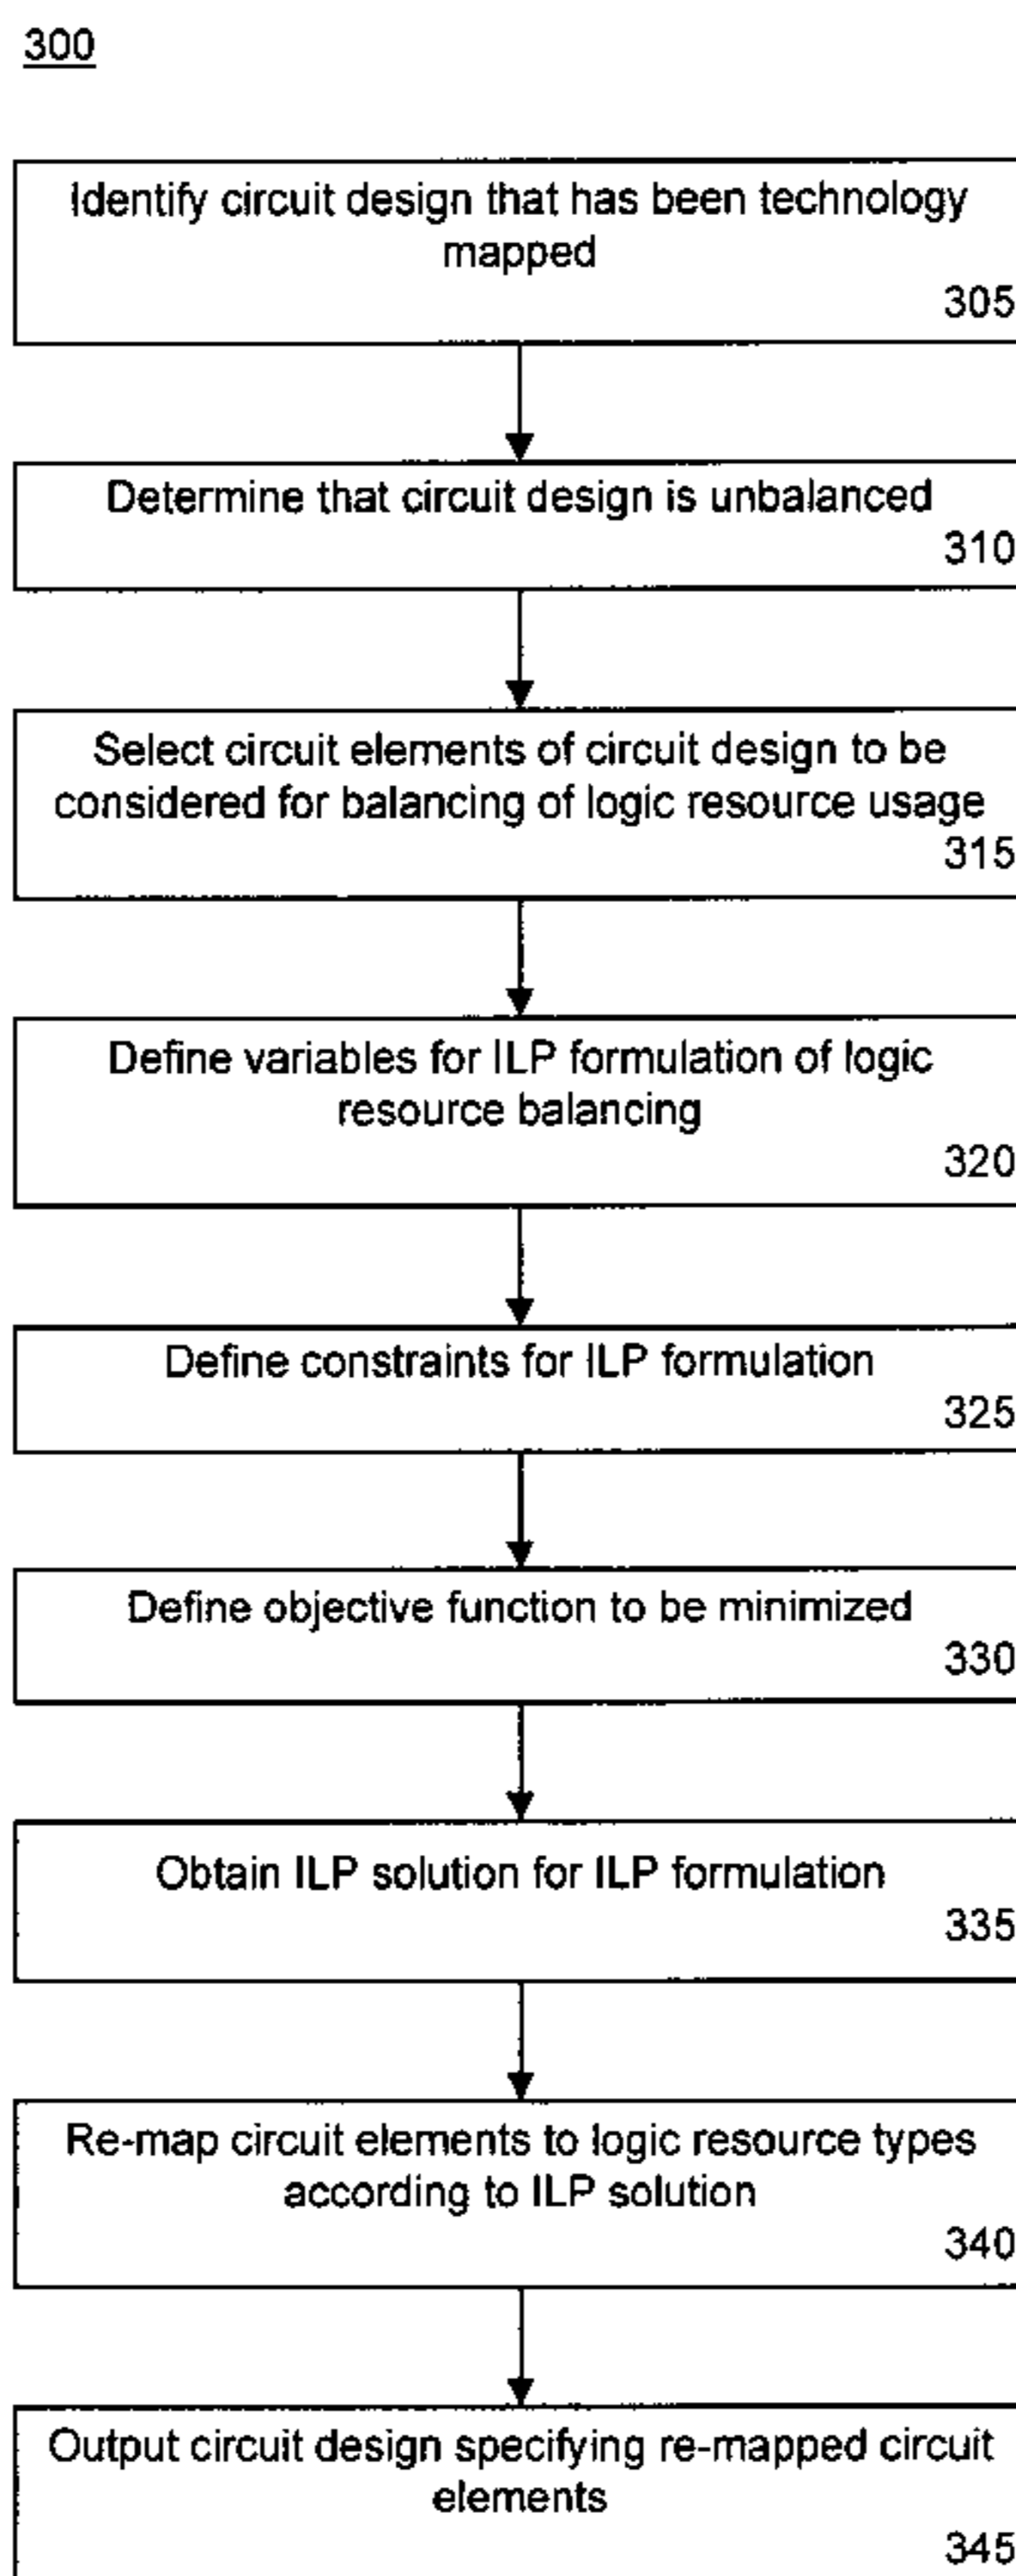 300
Identify circuit design that has been technology
mapped
305
Determine that circuit design is unbalanced
310
Select circuit elements of circuit design to be
considered for balancing of logic resource usage
315
Define variables for ILP formulation of logic
resource balancing
320
Define constraints for ILP formulation
325
Define objective function to be minimized
330
Obtain ILP solution for ILP formulation
335
Re-map circuit elements to logic resource types
according to ILP solution
340
Output circuit design specifying re-mapped circuit
elements
345